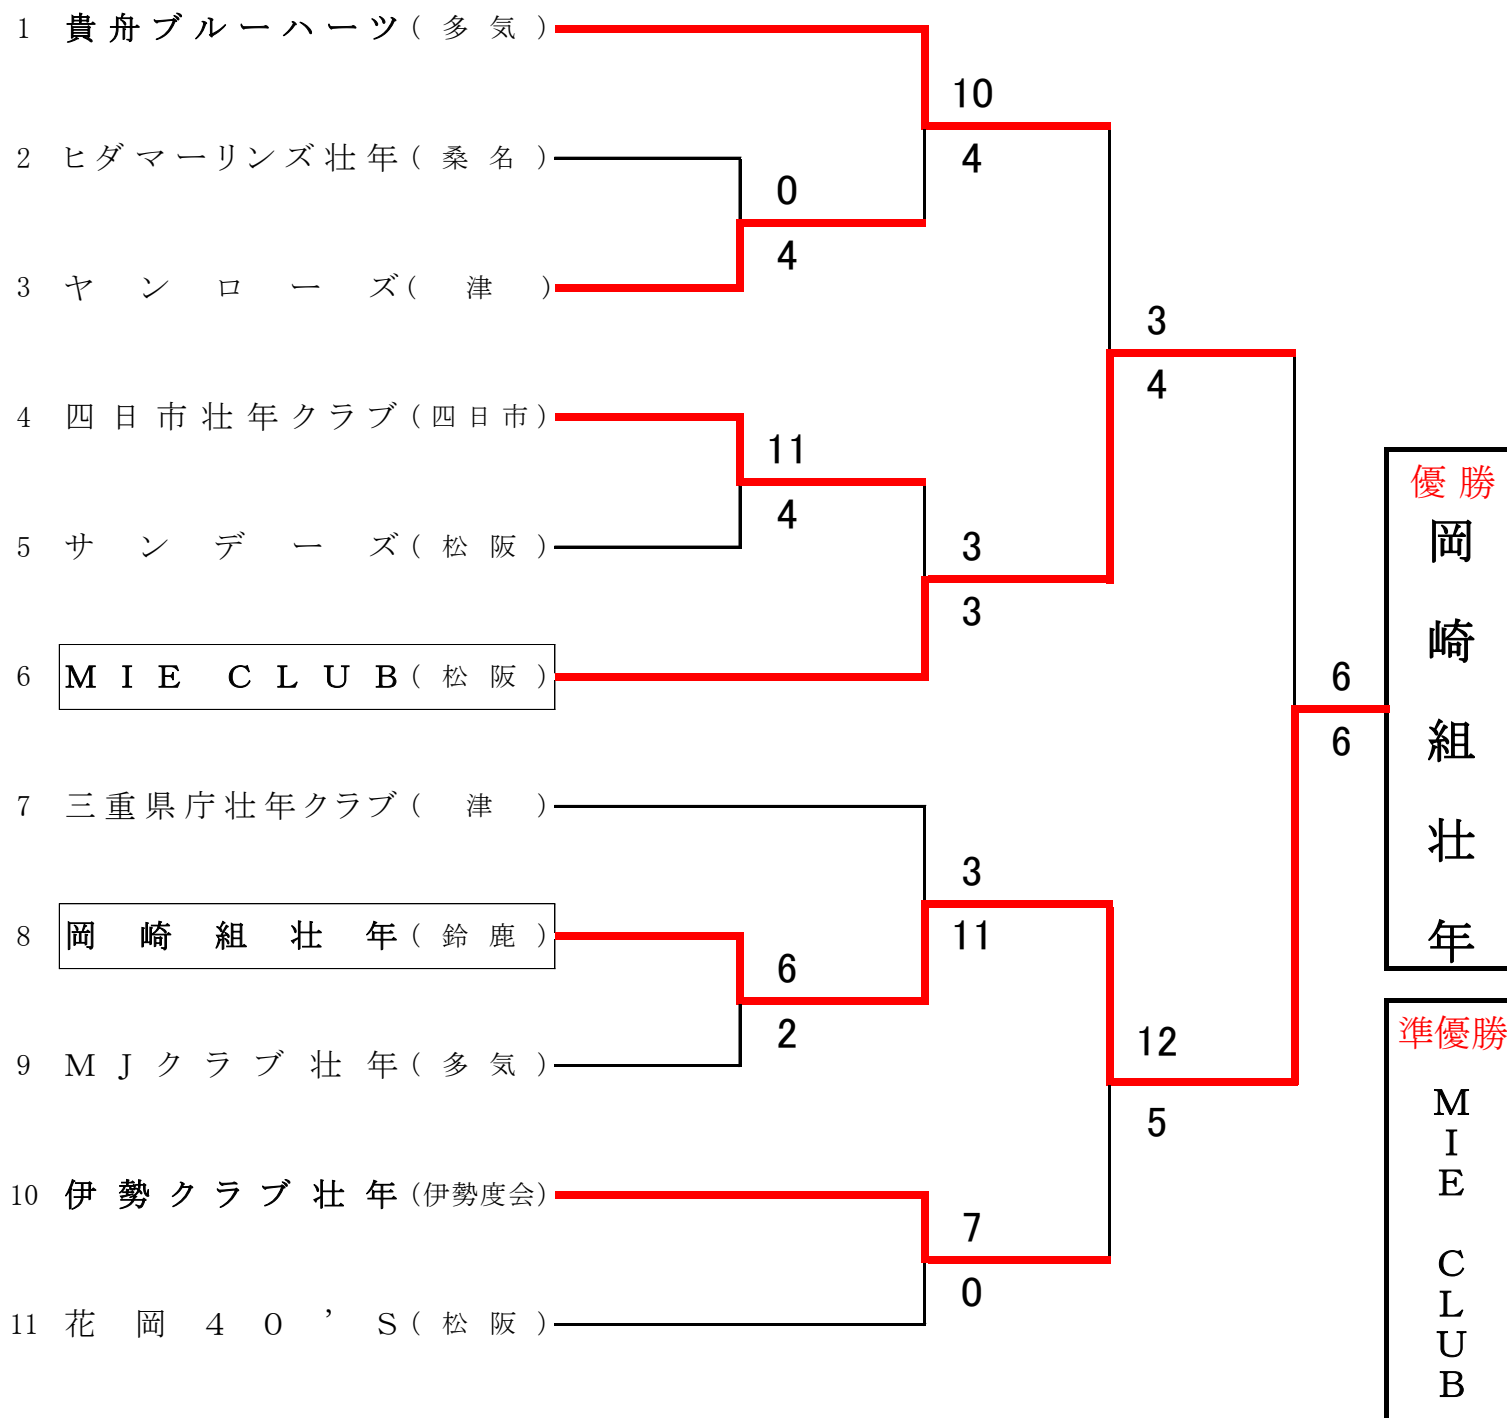 1 貴舟ブルーハーツ(多気)
10
4
2 ヒダマーリンズ壮年(桑名)
0
4
3 ヤンローズ(津)
3
4
4 四日市壮年クラブ(四日市)
11
4
5 サンデーズ(松阪)
3
3
6 MIE CLUB(松阪)
6
6
7 三重県庁壮年クラブ(津)
3
11
8 岡崎組壮年(鈴鹿)
6
2
9 MJクラブ壮年(多気)
12
5
10 伊勢クラブ壮年(伊勢度会)
7
0
11 花岡40’S(松阪)
優勝
岡崎組壮年
準優勝
MIE CLUB